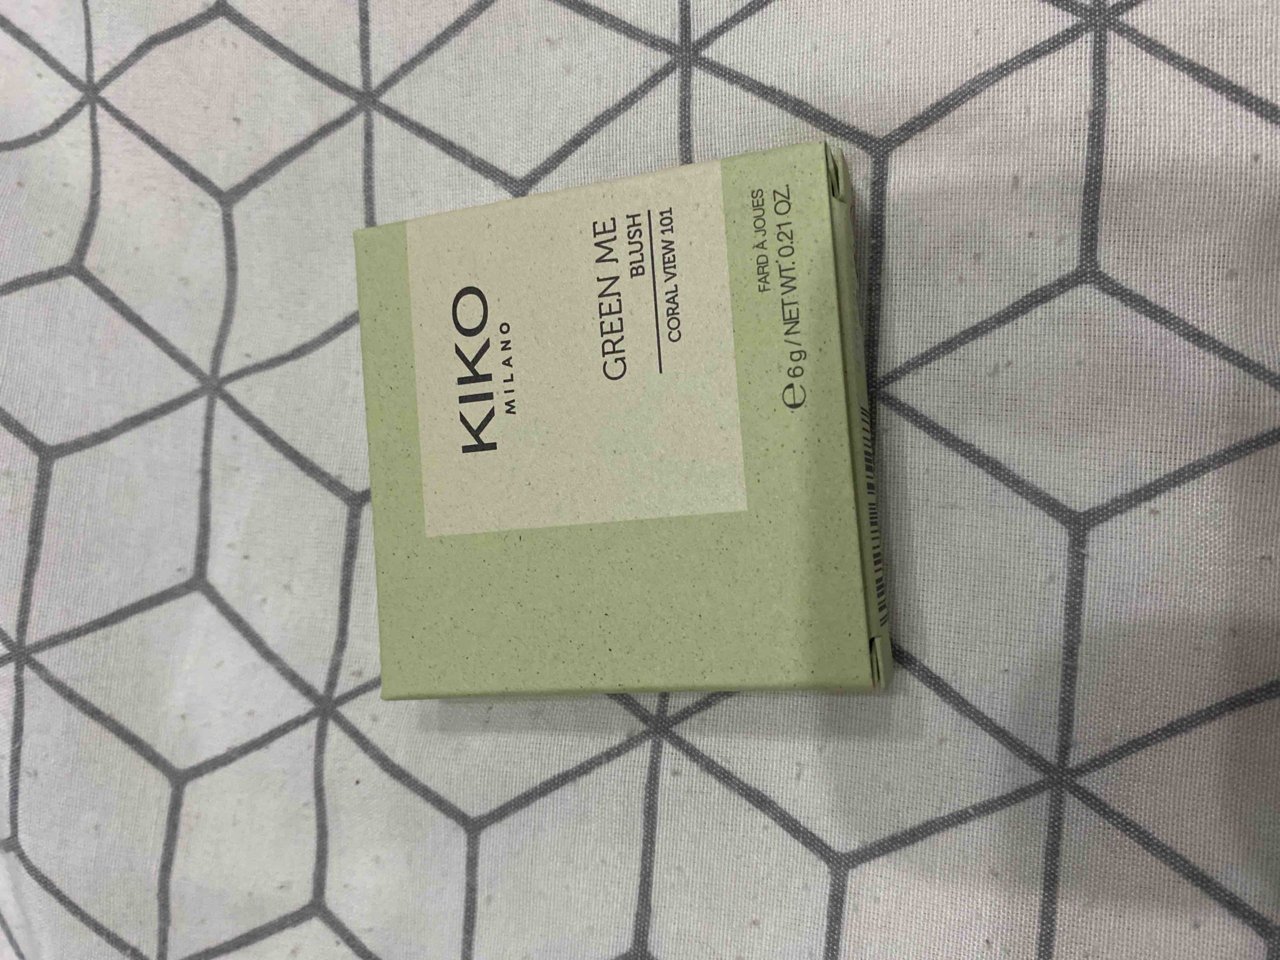 KIKO
MILANO
GREEN ME
BLUSH
CORAL VIEW 101
FARD À JOUES
℮ 6 g / NET WT. 0.21 OZ.